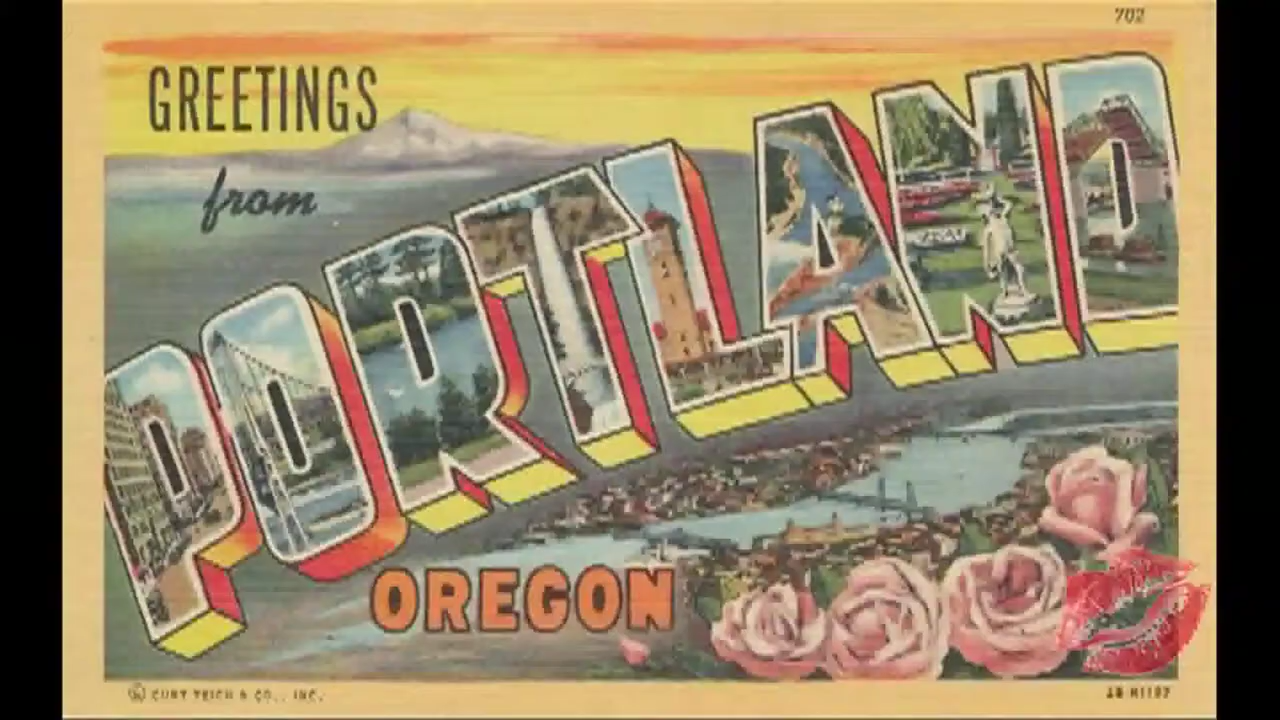 702
GREETINGS
from
PORTLAND
OREGON
© CURT TEICH & CO., INC.